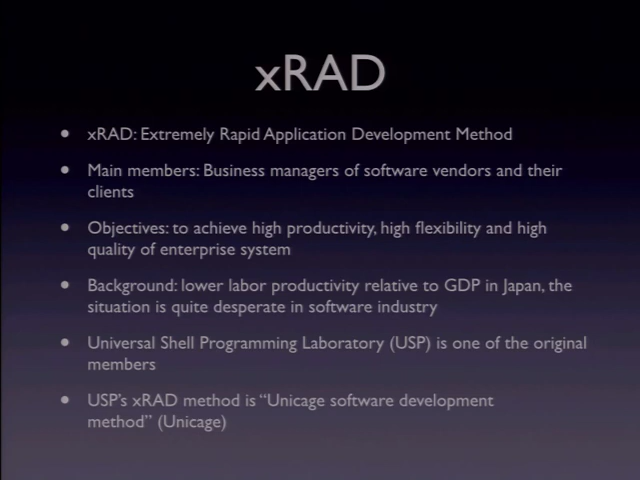 xRAD
• xRAD: Extremely Rapid Application Development Method
• Main members: Business managers of software vendors and their
clients
• Objectives: to achieve high productivity, high flexibility and high
quality of enterprise system
• Background: lower labor productivity relative to GDP in Japan, the
situation is quite desperate in software industry
• Universal Shell Programming Laboratory (USP) is one of the original
members
• USP's xRAD method is “Unicage software development
method” (Unicage)